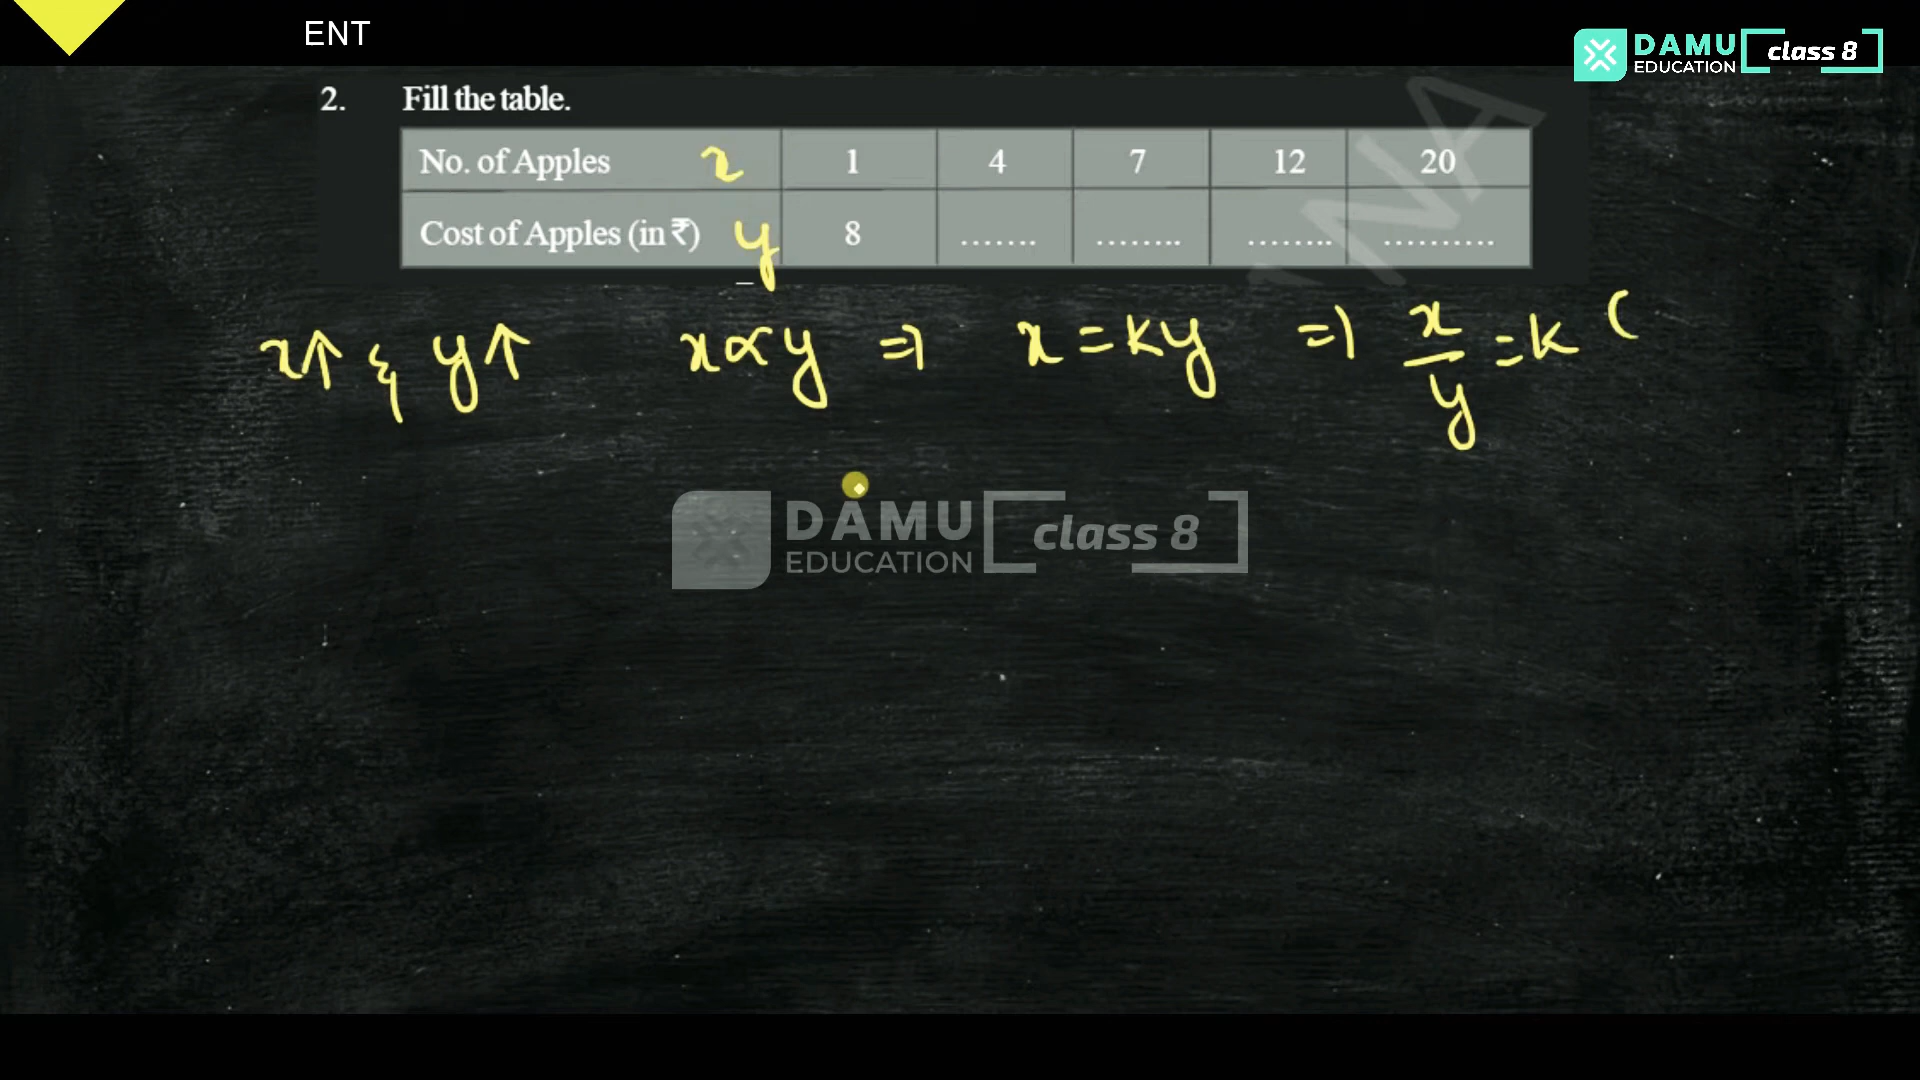 ENT
DAMU
EDUCATION
class 8
2. Fill the table.
No. of Apples x 1 4 7 12 20
Cost of Apples (in ₹) y 8 ....... ........ ........ ..........
x↑ & y↑ x∝y ⇒ x = ky ⇒ x/y = k (
DAMU
EDUCATION
class 8